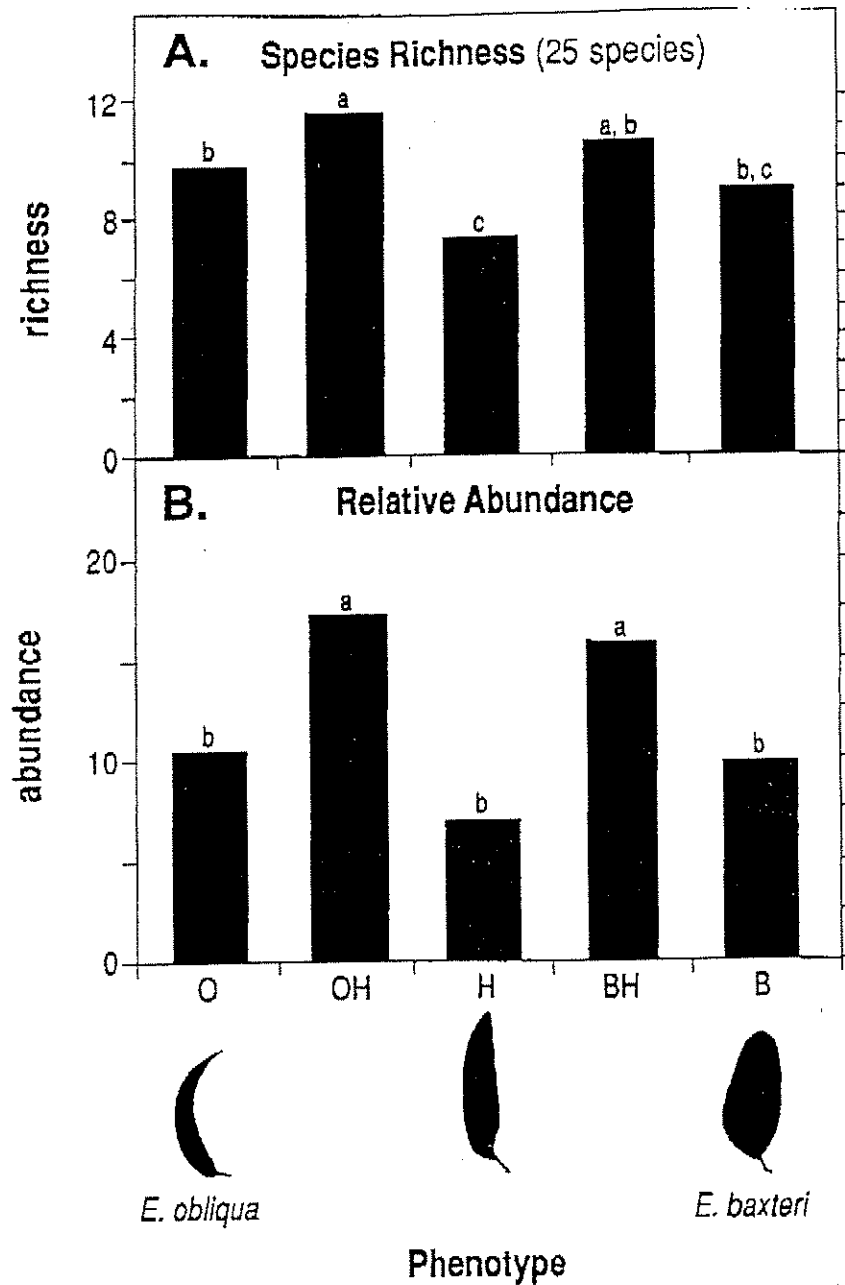 A. Species Richness (25 species)
12
8
4
0
richness
b
a
c
a, b
b, c
B. Relative Abundance
20
10
0
abundance
b
a
b
a
b
O OH H BH B
E. obliqua E. baxteri
Phenotype